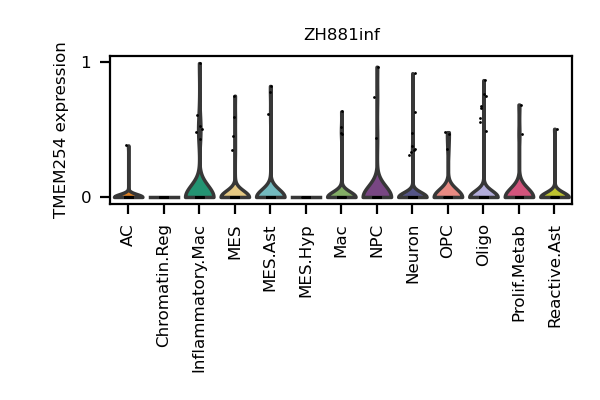 ZH881inf
TMEM254 expression
1
0
AC
Chromatin.Reg
Inflammatory.Mac
MES
MES.Ast
MES.Hyp
Mac
NPC
Neuron
OPC
Oligo
Prolif.Metab
Reactive.Ast